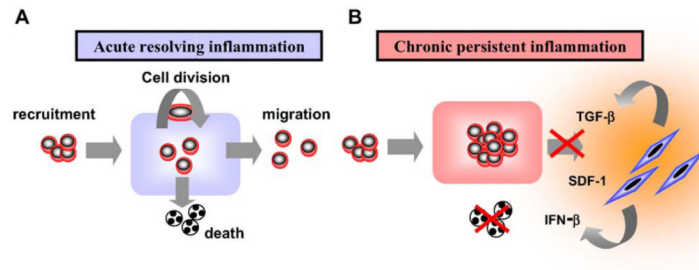 A
B
Acute resolving inflammation
Chronic persistent inflammation
Cell division
recruitment
migration
death
TGF-β
SDF-1
IFN-β